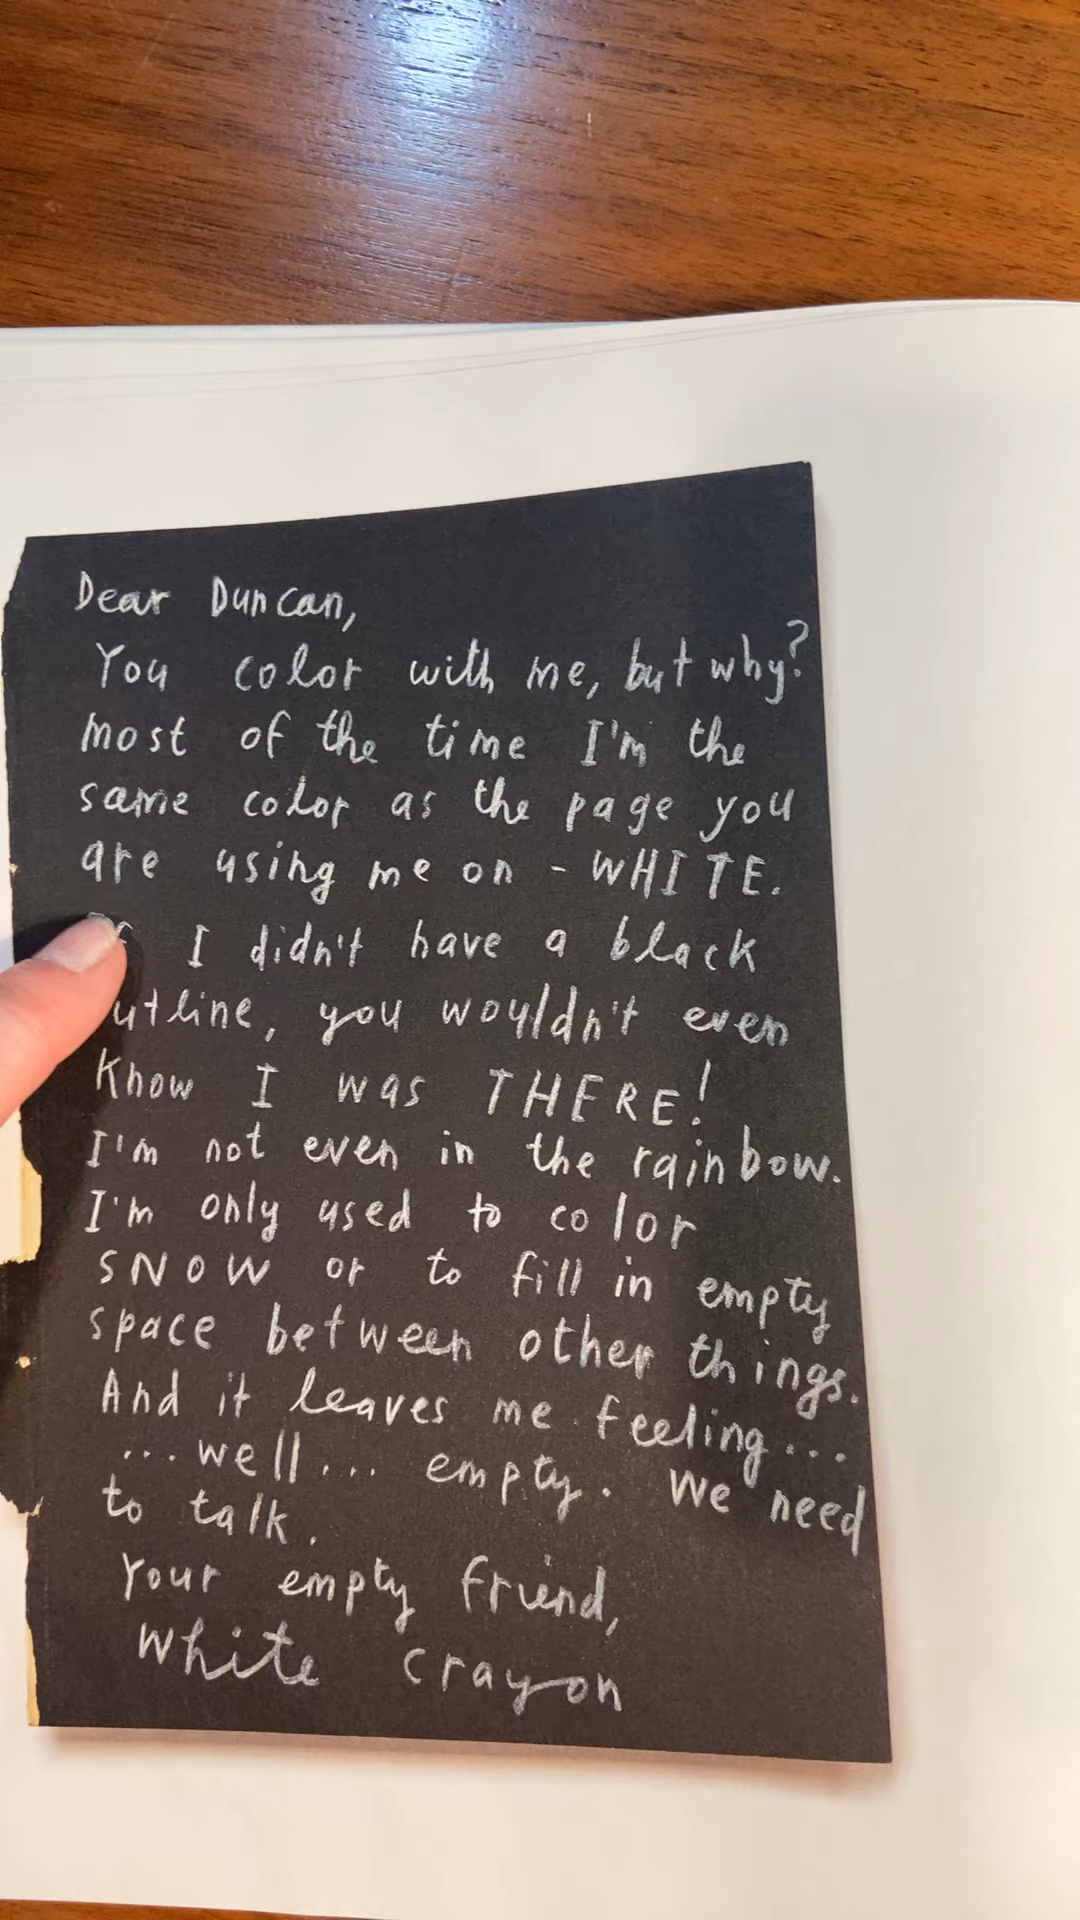 Dear Duncan,
You color with me, but why?
most of the time I'm the
same color as the page you
are using me on - WHITE.
I didn't have a black
utline, you wouldn't even
Know I was THERE!
I'm not even in the rainbow.
I'm only used to color
SNOW or to fill in empty
space between other things.
And it leaves me feeling...
...well... empty. We need
to talk.
Your empty friend,
White Crayon